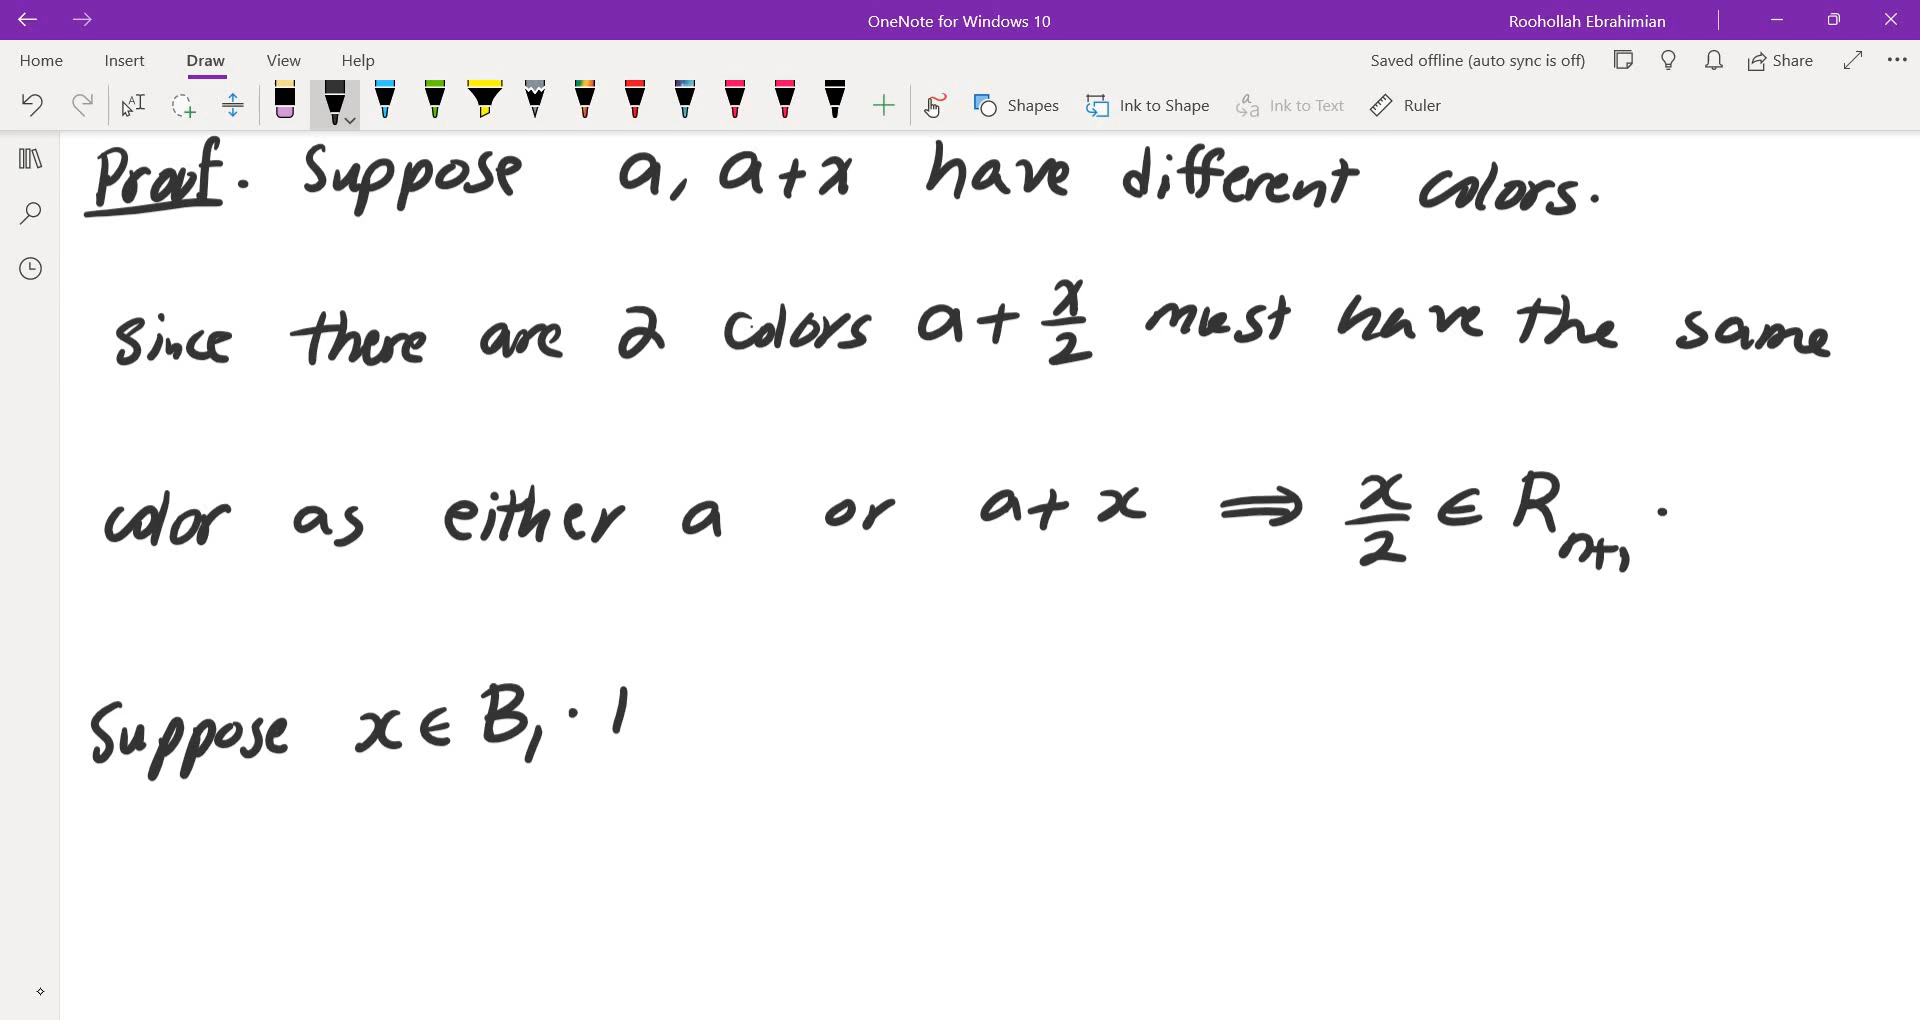 OneNote for Windows 10
Roohollah Ebrahimian
Home Insert Draw View Help
Saved offline (auto sync is off) Share
Shapes Ink to Shape Ink to Text Ruler
Proof. Suppose a, a+x have different colors.
since there are 2 colors a + x/2 must have the same
color as either a or a+x ⟹ x/2 ∈ R_{n+1} .
Suppose x ∈ B_1 . 1